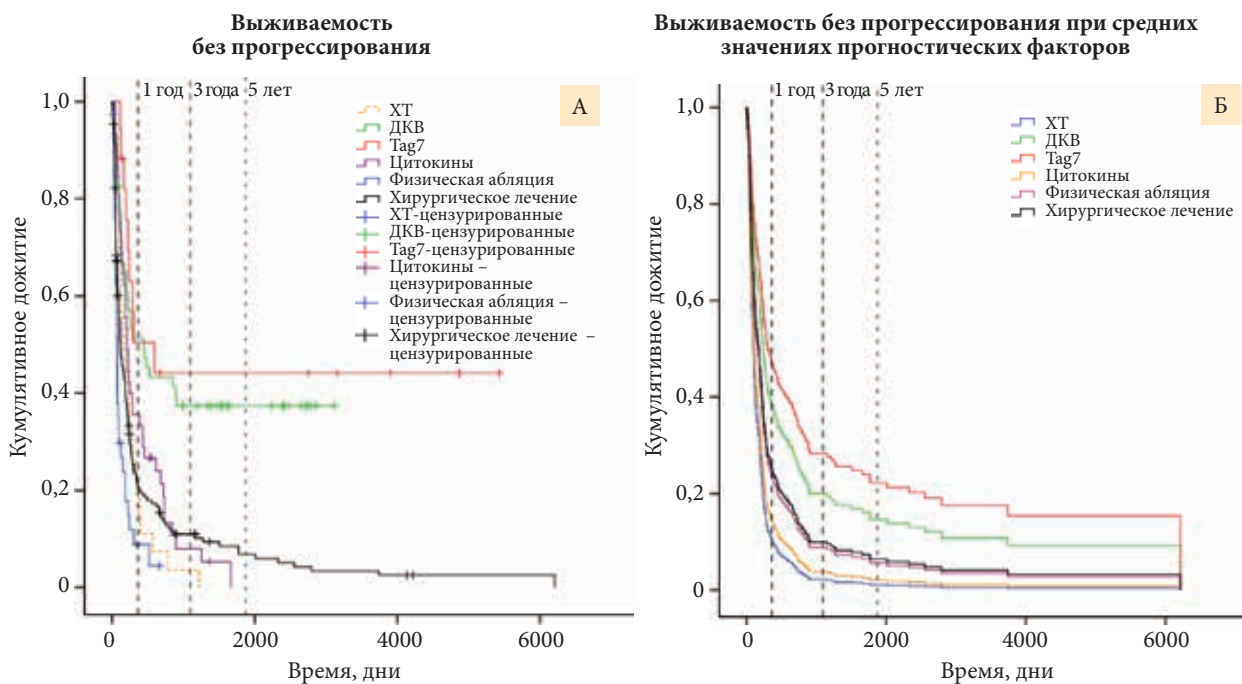 Выживаемость
без прогрессирования
1 год
3 года
5 лет
А
1,0
0,8
0,6
0,4
0,2
0
Кумулятивное дожитие
ХТ
ДКВ
Tag7
Цитокины
Физическая абляция
Хирургическое лечение
ХТ-цензурированные
ДКВ-цензурированные
Tag7-цензурированные
Цитокины –
цензурированные
Физическая абляция –
цензурированные
Хирургическое лечение –
цензурированные
0
2000
4000
6000
Время, дни
Выживаемость без прогрессирования при средних
значениях прогностических факторов
1 год
3 года
5 лет
Б
1,0
0,8
0,6
0,4
0,2
0
Кумулятивное дожитие
ХТ
ДКВ
Tag7
Цитокины
Физическая абляция
Хирургическое лечение
0
2000
4000
6000
Время, дни